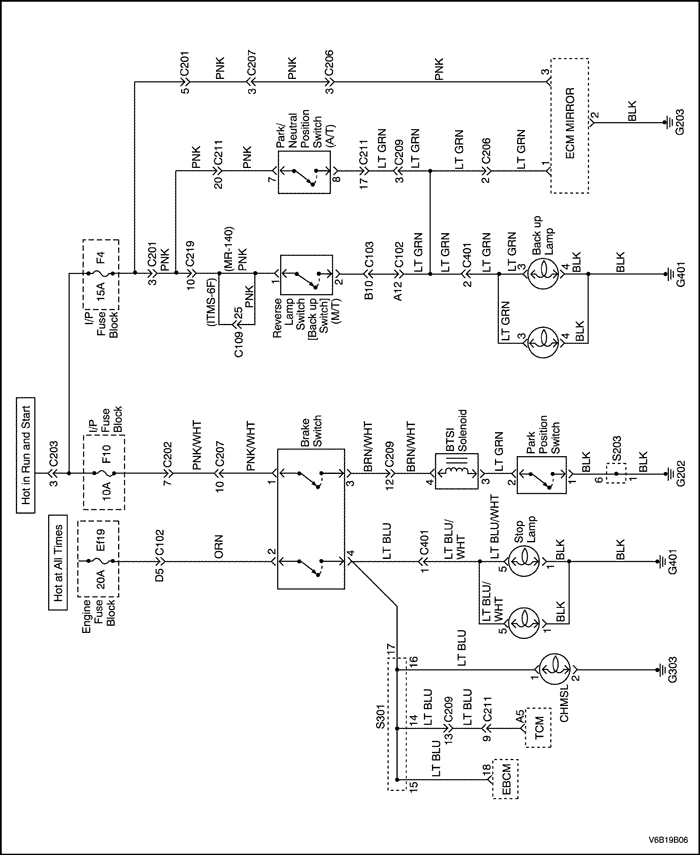 Hot at All Times
Hot in Run and Start
3
C203
Engine
Fuse
Block
20A
Ef19
I/P
Fuse
Block
10A
F10
I/P
Fuse
Block
15A
F4
D5
C102
ORN
7
C202
PNK/WHT
10
C207
PNK/WHT
3
C201
PNK
10
C219
(ITMS-6F)
(MR-140)
PNK
C109
25
PNK
20
C211
PNK
PNK
5
C201
PNK
3
C207
PNK
3
C206
PNK
2
1
Brake
Switch
4
3
1
Reverse
Lamp
Switch
[Back up
Switch]
(M/T)
2
7
Park/
Neutral
Position
Switch
(A/T)
8
S301
17
15
14
16
LT BLU
18
EBCM
LT BLU
13
C209
LT BLU
9
C211
A5
TCM
LT BLU
1
CHMSL
2
G303
LT BLU
1
C401
LT BLU/
WHT
LT BLU/
WHT
LT BLU/WHT
5
5
Stop
Lamp
1
1
BLK
BLK
BLK
G401
BRN/WHT
12
C209
BRN/WHT
4
BTSI
Solenoid
3
LT GRN
2
Park
Position
Switch
1
BLK
6
S203
1
BLK
G202
B10
C103
A12
C102
LT GRN
LT GRN
2
C401
LT GRN
LT GRN
LT GRN
3
3
Back up
Lamp
4
4
BLK
BLK
BLK
G401
17
C211
LT GRN
3
C209
LT GRN
LT GRN
2
C206
LT GRN
1
3
ECM MIRROR
2
BLK
G203
V6B19B06